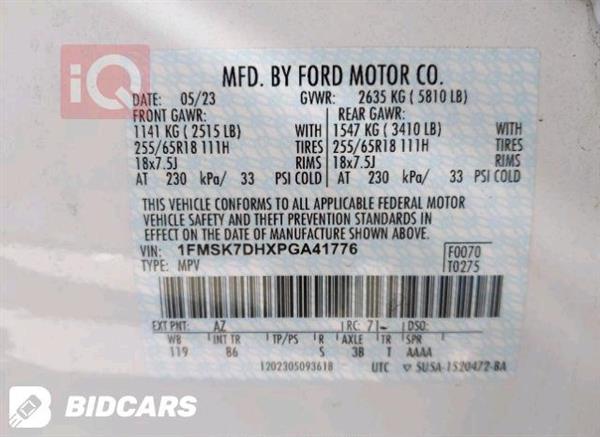 iQ
MFD. BY FORD MOTOR CO.
DATE: 05/23 GVWR: 2635 KG ( 5810 LB)
FRONT GAWR: REAR GAWR:
1141 KG ( 2515 LB) WITH 1547 KG ( 3410 LB) WITH
255/65R18 111H TIRES 255/65R18 111H TIRES
18x7.5J RIMS 18x7.5J RIMS
AT 230 kPa/ 33 PSI COLD AT 230 kPa/ 33 PSI COLD
THIS VEHICLE CONFORMS TO ALL APPLICABLE FEDERAL MOTOR
VEHICLE SAFETY AND THEFT PREVENTION STANDARDS IN
EFFECT ON THE DATE OF MANUFACTURE SHOWN ABOVE.
VIN: 1FMSK7DHXPGA41776 F0070
TYPE: MPV T0275
EXT PNT: AZ RC: 71 DSO:
WB INT TR TP/PS R AXLE TR SPR
119 B6 S 3B T AAAA
1202305093618 UTC SU5A-1520472-BA
BIDCARS